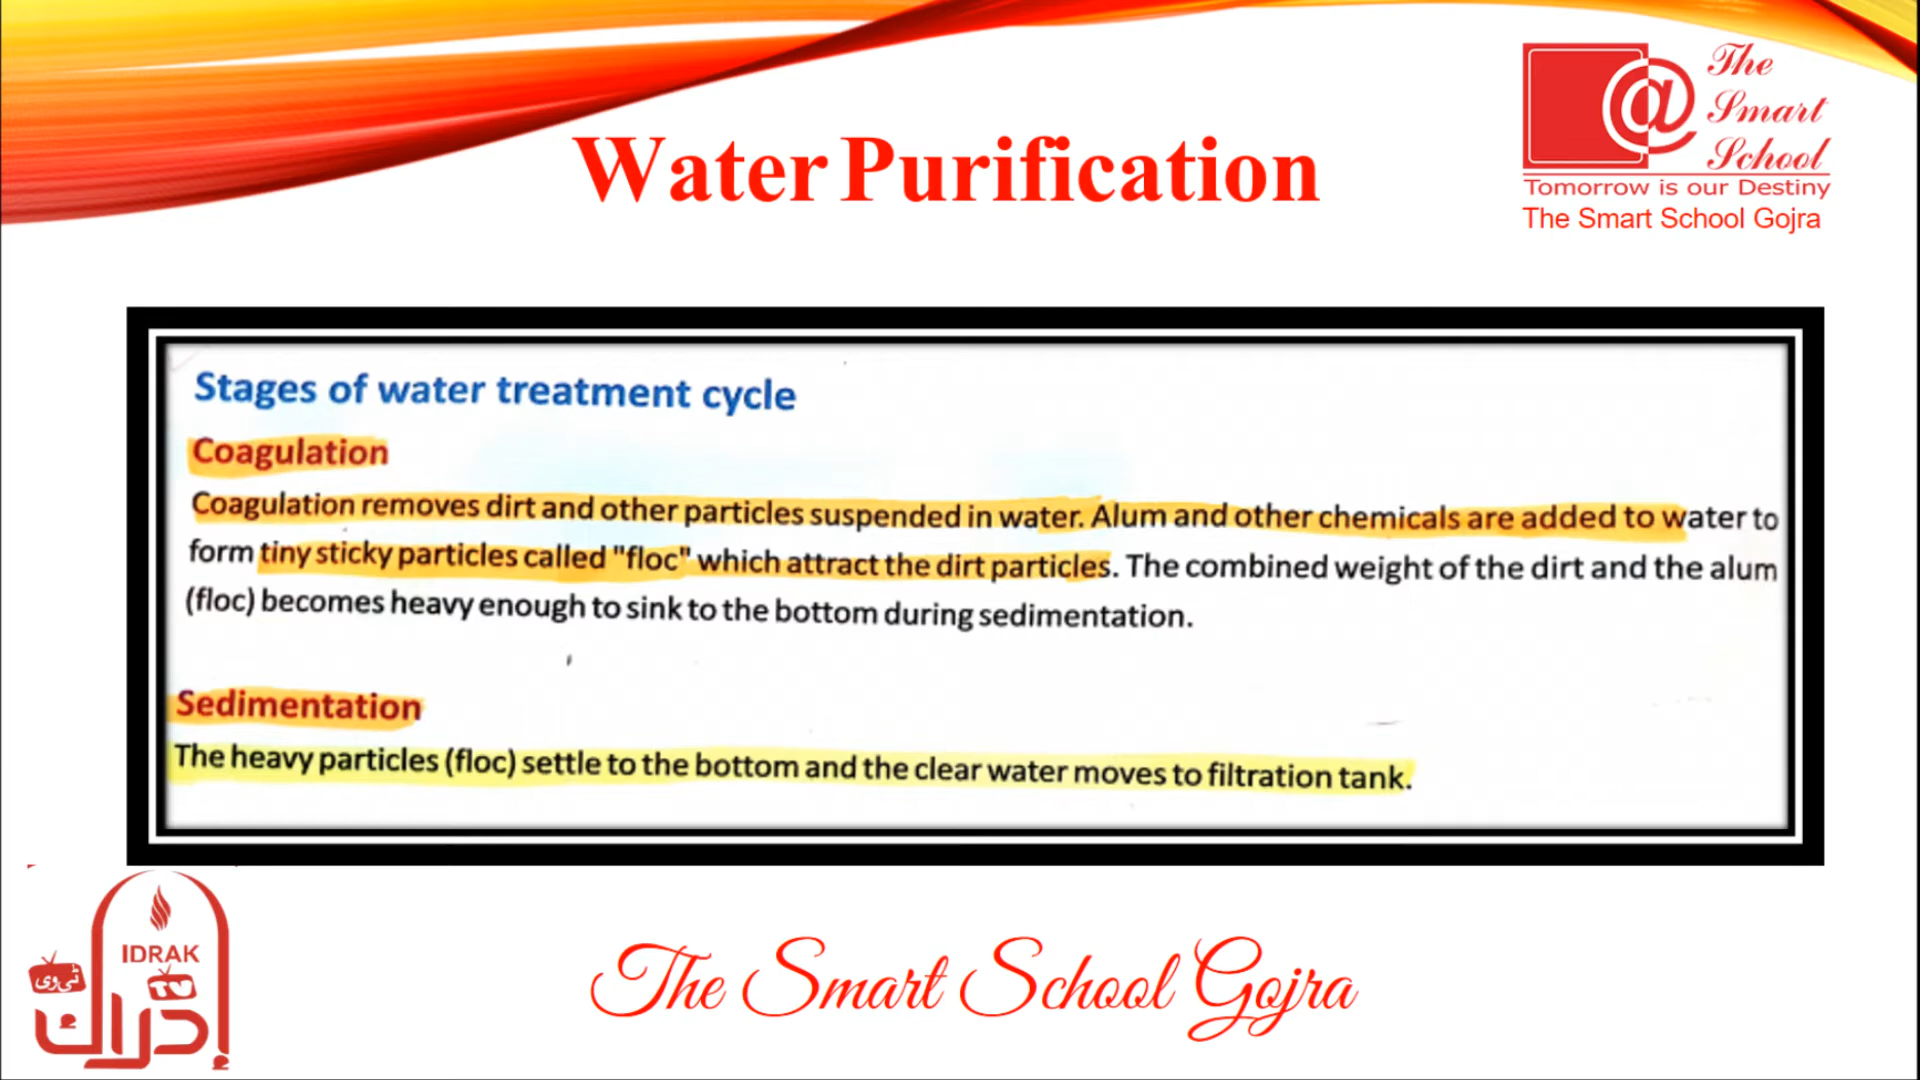 The
Smart
School
Tomorrow is our Destiny
The Smart School Gojra
Water Purification
Stages of water treatment cycle
Coagulation
Coagulation removes dirt and other particles suspended in water. Alum and other chemicals are added to water to
form tiny sticky particles called "floc" which attract the dirt particles. The combined weight of the dirt and the alum
(floc) becomes heavy enough to sink to the bottom during sedimentation.
Sedimentation
The heavy particles (floc) settle to the bottom and the clear water moves to filtration tank.
IDRAK
ٹی وی
TV
إدراك
The Smart School Gojra